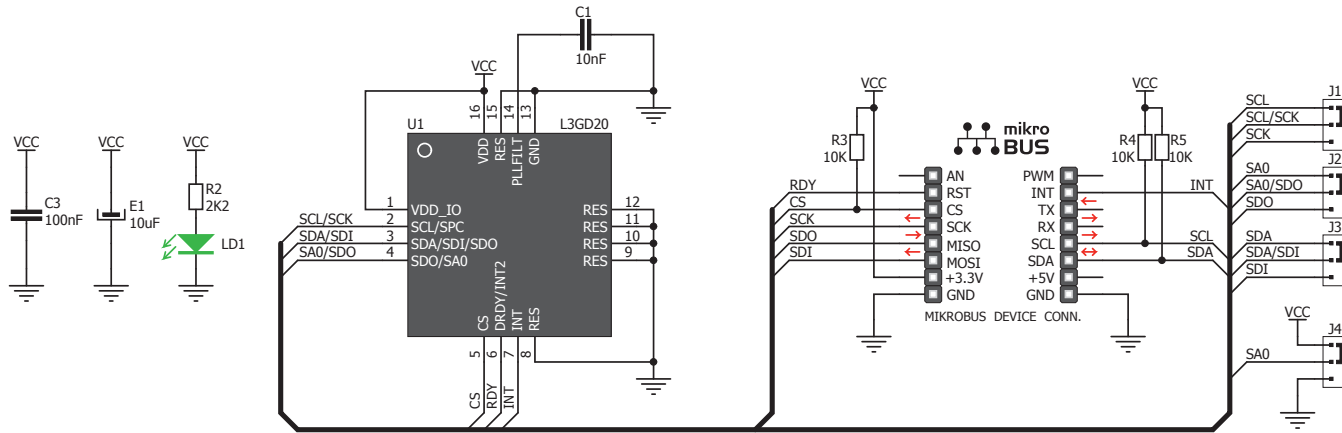 VCC
C3
100nF
VCC
E1
10uF
VCC
R2
2K2
LD1
C1
10nF
VCC
16
15
14
13
U1
L3GD20
VDD
RES
PLLFILT
GND
1
VDD_IO
SCL/SCK
2
SCL/SPC
SDA/SDI
3
SDA/SDI/SDO
SA0/SDO
4
SDO/SA0
RES
12
RES
11
RES
10
RES
9
CS
DRDY/INT2
INT
RES
5
6
7
8
CS
RDY
INT
VCC
R3
10K
mikro
BUS
RDY
CS
SCK
SDO
SDI
AN
RST
CS
SCK
MISO
MOSI
+3.3V
GND
PWM
INT
TX
RX
SCL
SDA
+5V
GND
MIKROBUS DEVICE CONN.
VCC
R4
10K
R5
10K
INT
SCL
SDA
J1
SCL
SCL/SCK
SCK
J2
SA0
SA0/SDO
SDO
J3
SDA
SDA/SDI
SDI
VCC
J4
SA0